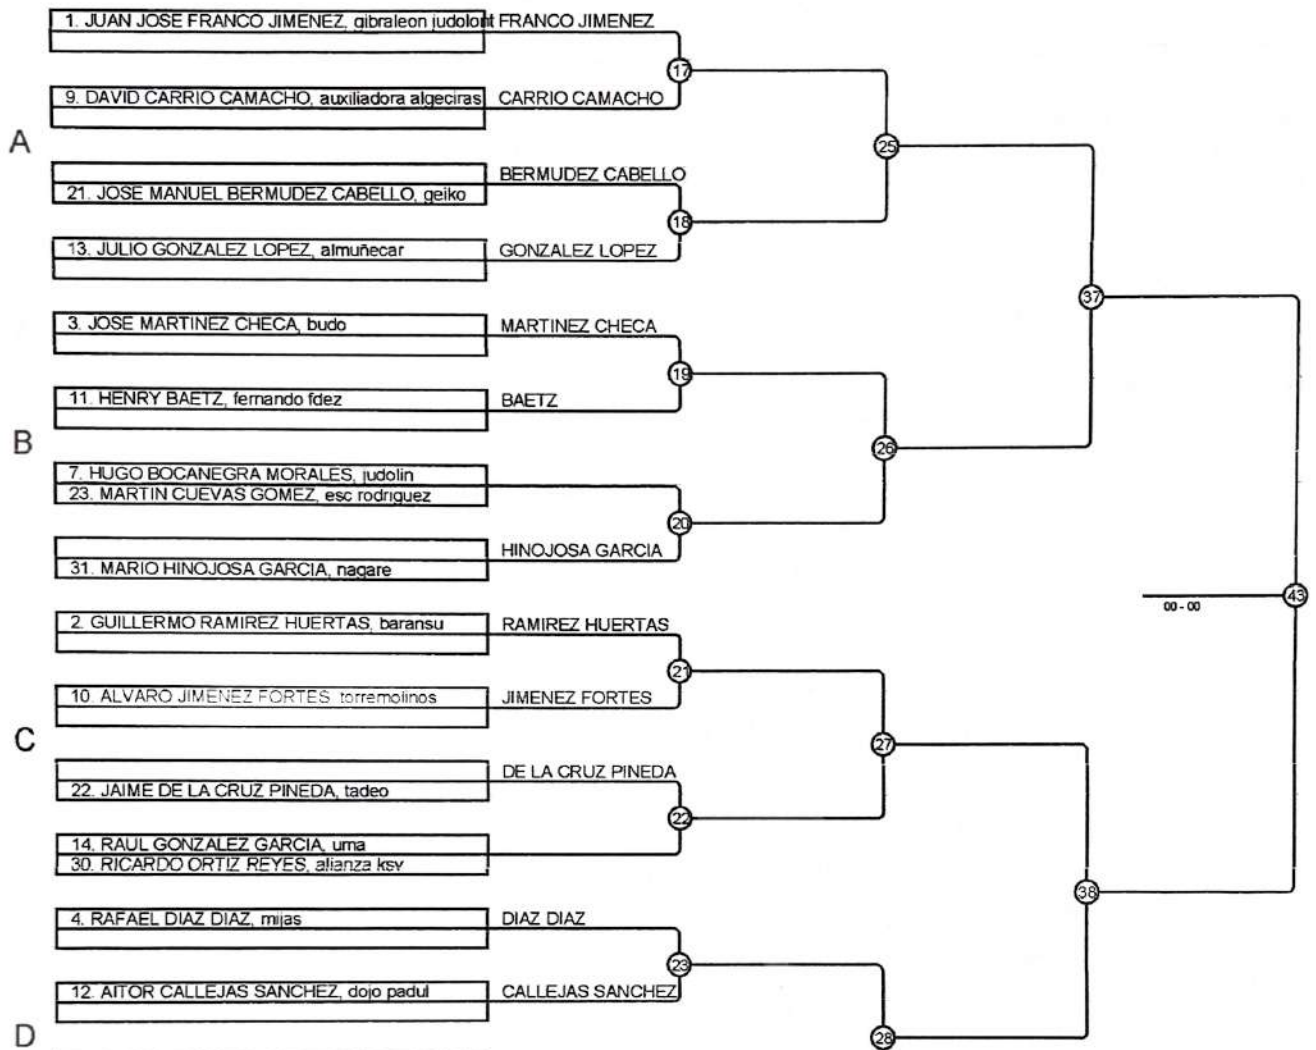 1. JUAN JOSE FRANCO JIMENEZ, gibraleon judolont FRANCO JIMENEZ
17
9. DAVID CARRIO CAMACHO, auxiliadora algeciras CARRIO CAMACHO
A
25
BERMUDEZ CABELLO
21. JOSE MANUEL BERMUDEZ CABELLO, geiko
18
13. JULIO GONZALEZ LOPEZ, almuñecar GONZALEZ LOPEZ
37
3. JOSE MARTINEZ CHECA, budo MARTINEZ CHECA
19
11. HENRY BAETZ, fernando fdez BAETZ
B
26
7. HUGO BOCANEGRA MORALES, judolin
23. MARTIN CUEVAS GOMEZ, esc rodriguez
20
HINOJOSA GARCIA
31. MARIO HINOJOSA GARCIA, nagare
43
00 - 00
2. GUILLERMO RAMIREZ HUERTAS, baransu RAMIREZ HUERTAS
21
10. ALVARO JIMENEZ FORTES, torremolinos JIMENEZ FORTES
C
27
DE LA CRUZ PINEDA
22. JAIME DE LA CRUZ PINEDA, tadeo
22
14. RAUL GONZALEZ GARCIA, uma
30. RICARDO ORTIZ REYES, alianza ksv
38
4. RAFAEL DIAZ DIAZ, mijas DIAZ DIAZ
23
12. AITOR CALLEJAS SANCHEZ, dojo padul CALLEJAS SANCHEZ
D
28